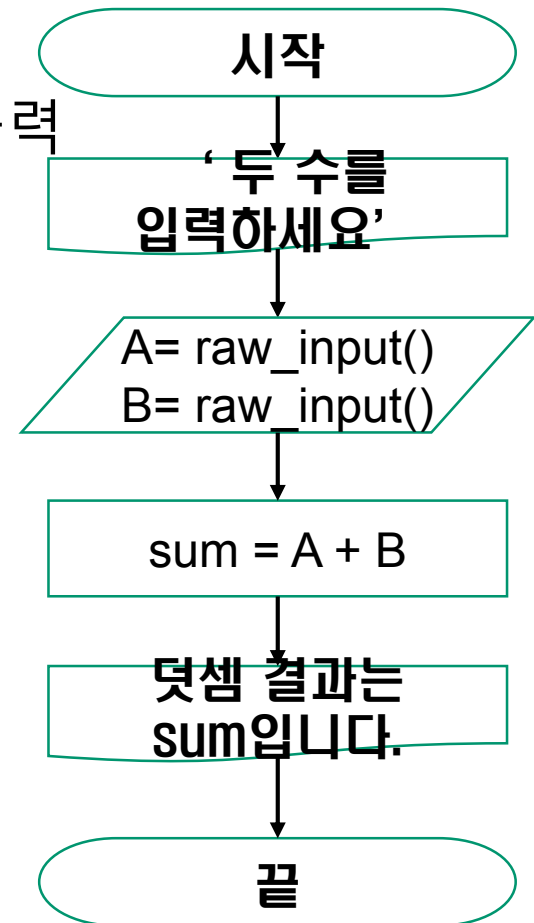 시작
력
‘ 두 수를
입력하세요’
A= raw_input()
B= raw_input()
sum = A + B
덧셈 결과는
sum입니다.
끝